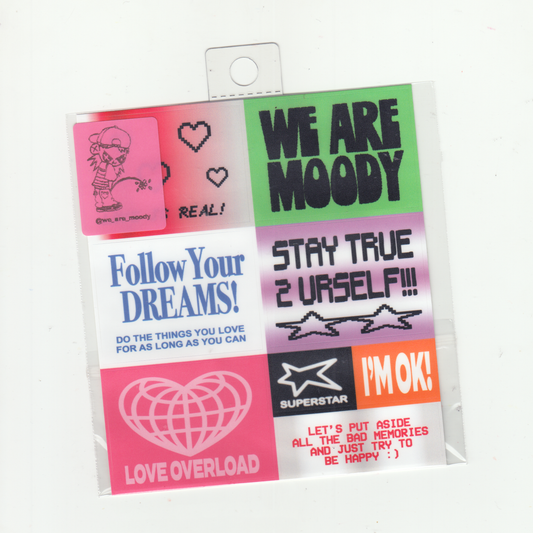 @we_are_moody
REAL!
WE ARE
MOODY
Follow Your
DREAMS!
DO THE THINGS YOU LOVE
FOR AS LONG AS YOU CAN
STAY TRUE
2 URSELF!!!
LOVE OVERLOAD
SUPERSTAR
I'M OK!
LET'S PUT ASIDE
ALL THE BAD MEMORIES
AND JUST TRY TO
BE HAPPY :)